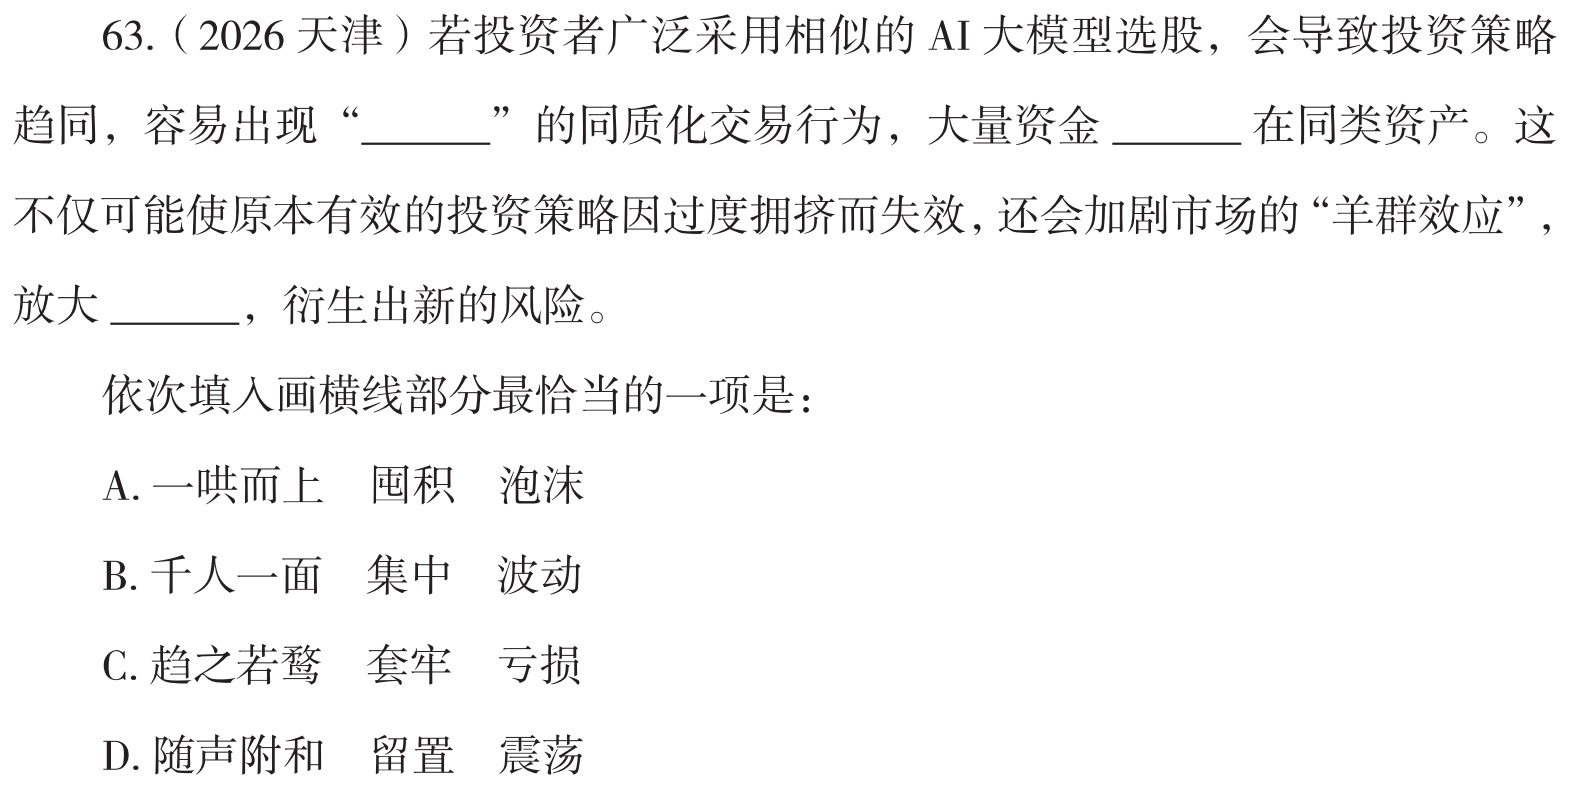 63.（2026 天津）若投资者广泛采用相似的 AI 大模型选股，会导致投资策略
趋同，容易出现“______”的同质化交易行为，大量资金 ______ 在同类资产。这
不仅可能使原本有效的投资策略因过度拥挤而失效，还会加剧市场的“羊群效应”，
放大 ______，衍生出新的风险。
依次填入画横线部分最恰当的一项是：
A. 一哄而上 囤积 泡沫
B. 千人一面 集中 波动
C. 趋之若鹜 套牢 亏损
D. 随声附和 留置 震荡